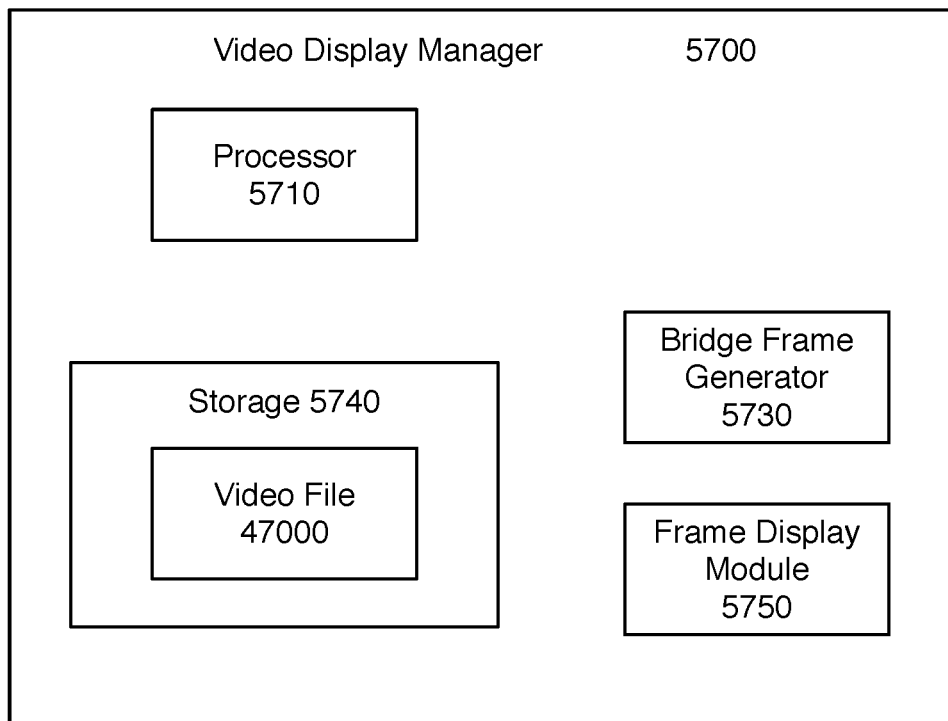 Video Display Manager 5700
Processor
5710
Bridge Frame
Generator
5730
Storage 5740
Video File
47000
Frame Display
Module
5750